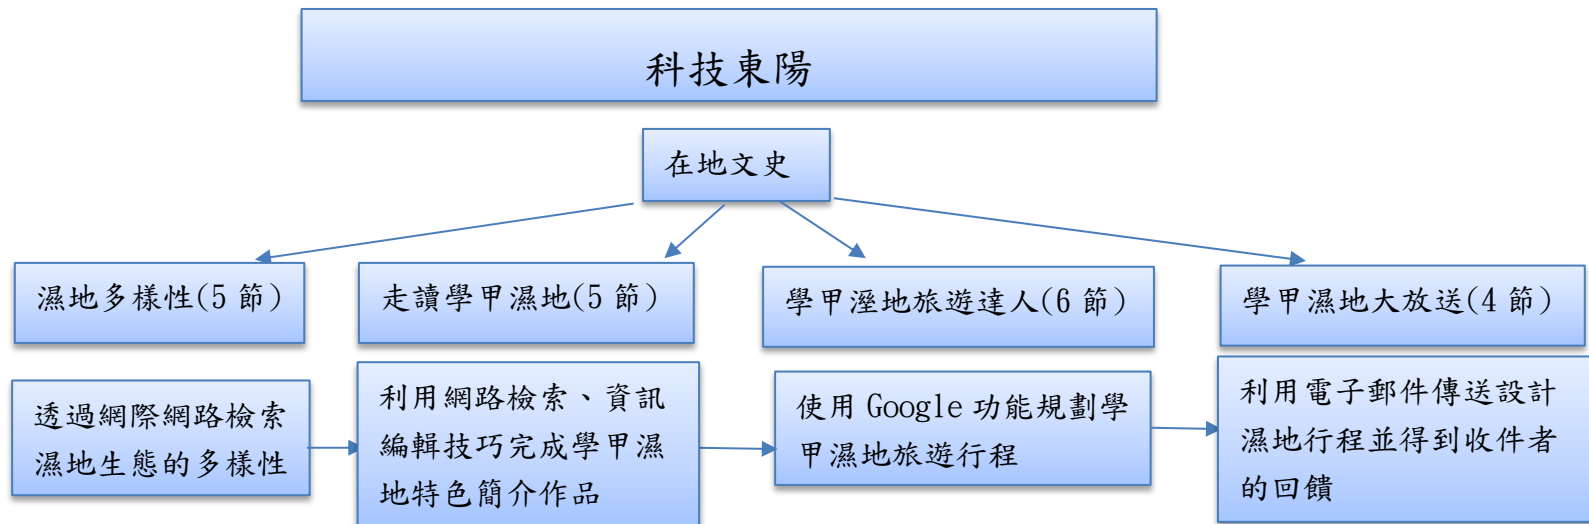 科技東陽
在地文史
濕地多樣性(5 節)
走讀學甲濕地(5 節)
學甲溼地旅遊達人(6 節)
學甲濕地大放送(4 節)
透過網際網路檢索
濕地生態的多樣性
利用網路檢索、資訊
編輯技巧完成學甲濕
地特色簡介作品
使用 Google 功能規劃學
甲濕地旅遊行程
利用電子郵件傳送設計
濕地行程並得到收件者
的回饋